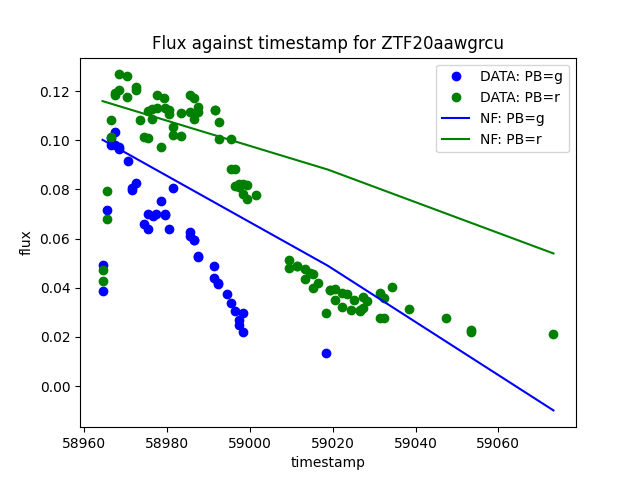 Flux against timestamp for ZTF20aawgrcu
DATA: PB=g
DATA: PB=r
NF: PB=g
NF: PB=r
0.12
0.10
0.08
0.06
0.04
0.02
0.00
flux
58960 58980 59000 59020 59040 59060
timestamp